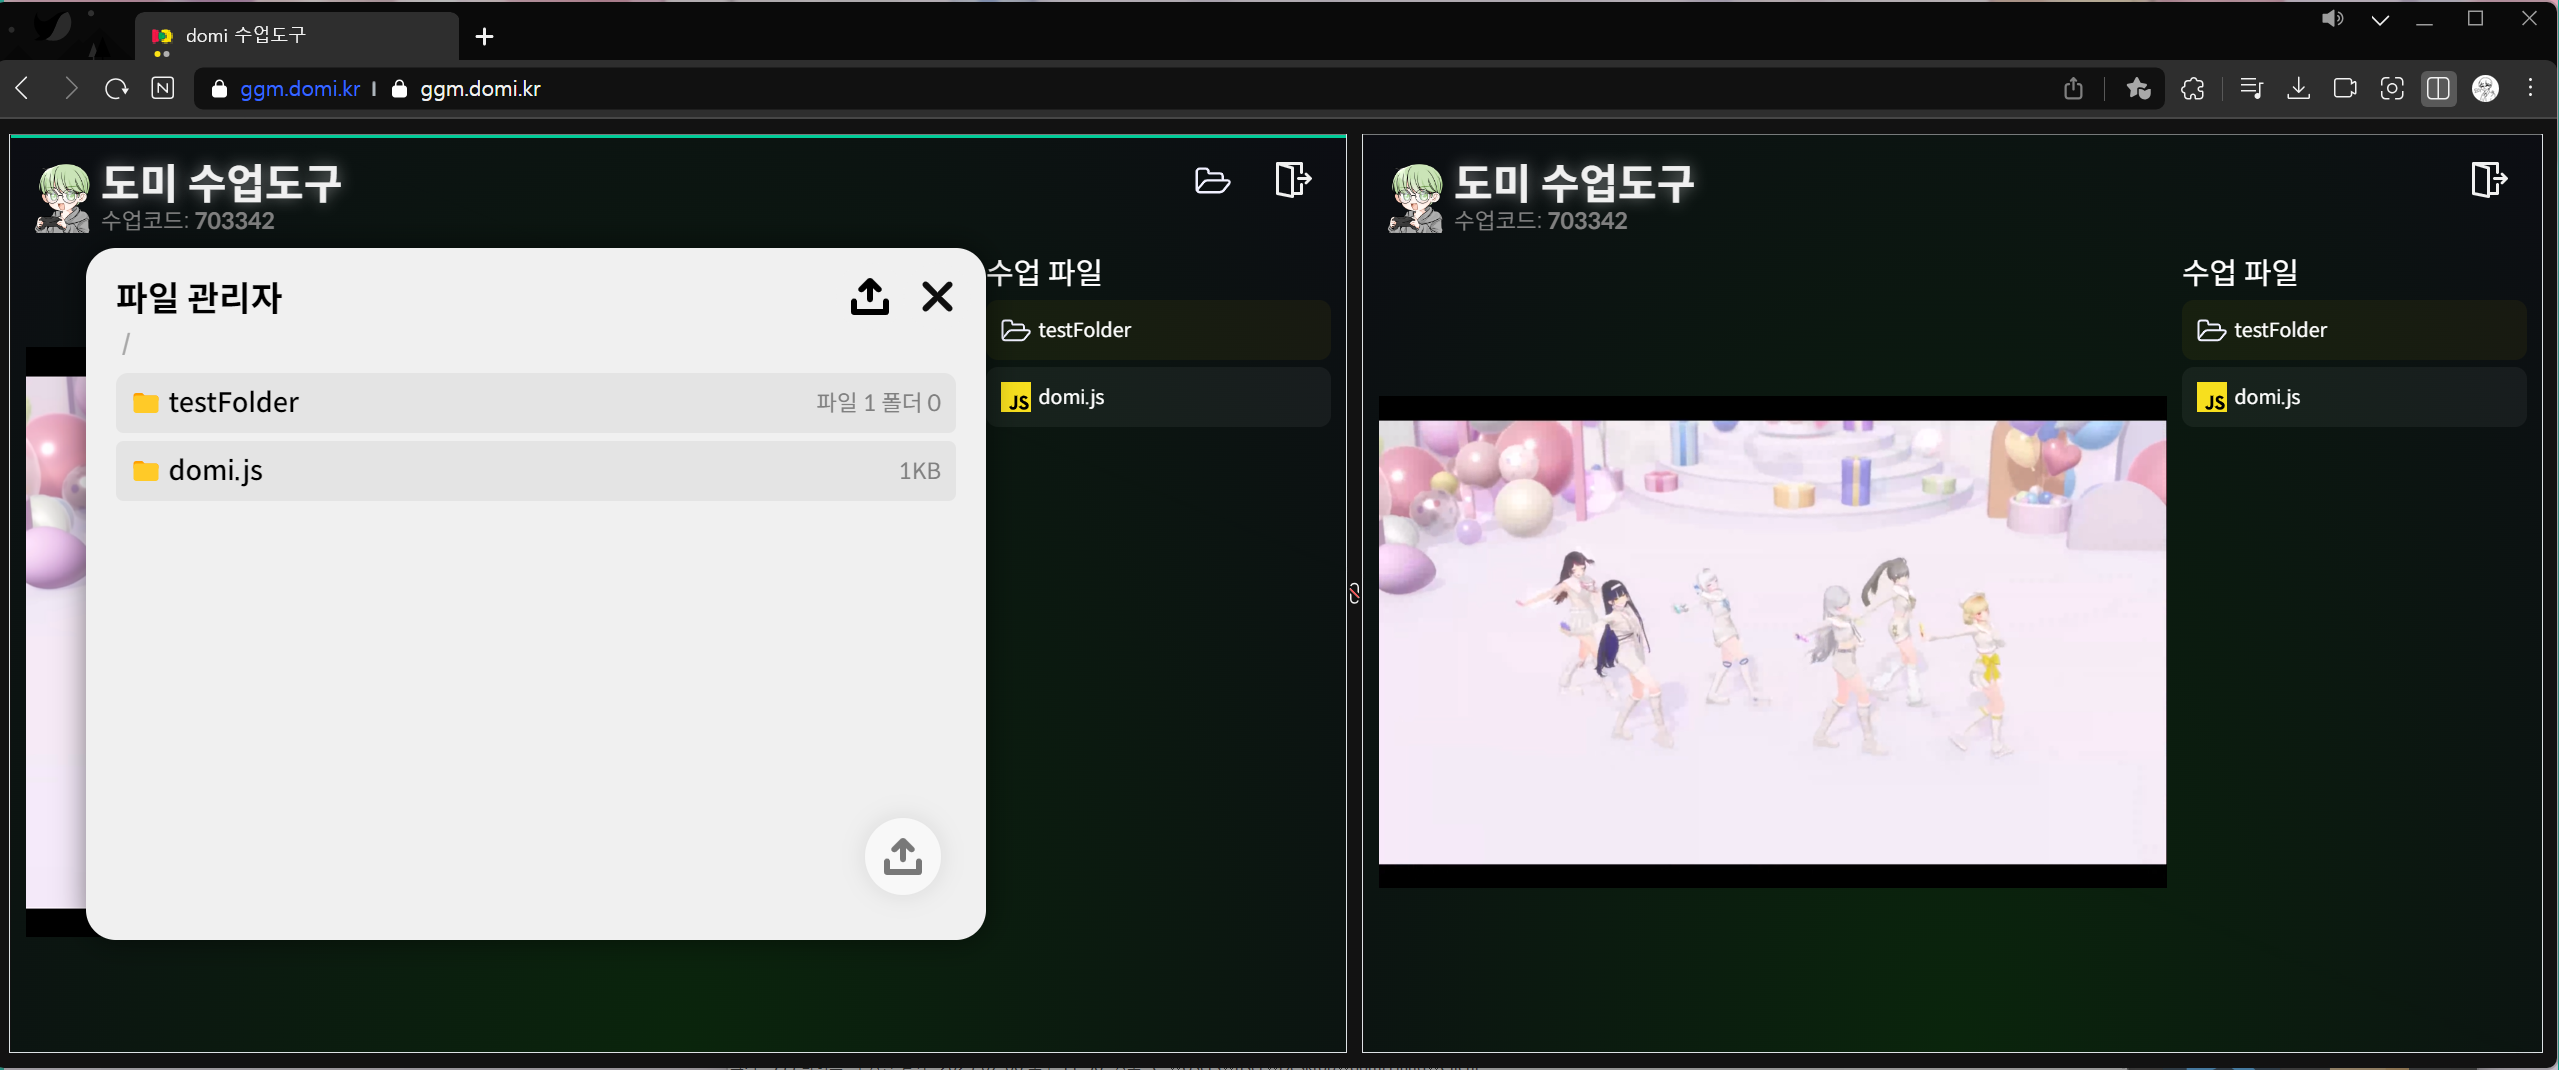 domi 수업도구
ggm.domi.kr | ggm.domi.kr
도미 수업도구
수업코드: 703342
파일 관리자
/
testFolder 파일 1 폴더 0
domi.js 1KB
수업 파일
testFolder
JS domi.js
도미 수업도구
수업코드: 703342
수업 파일
testFolder
JS domi.js